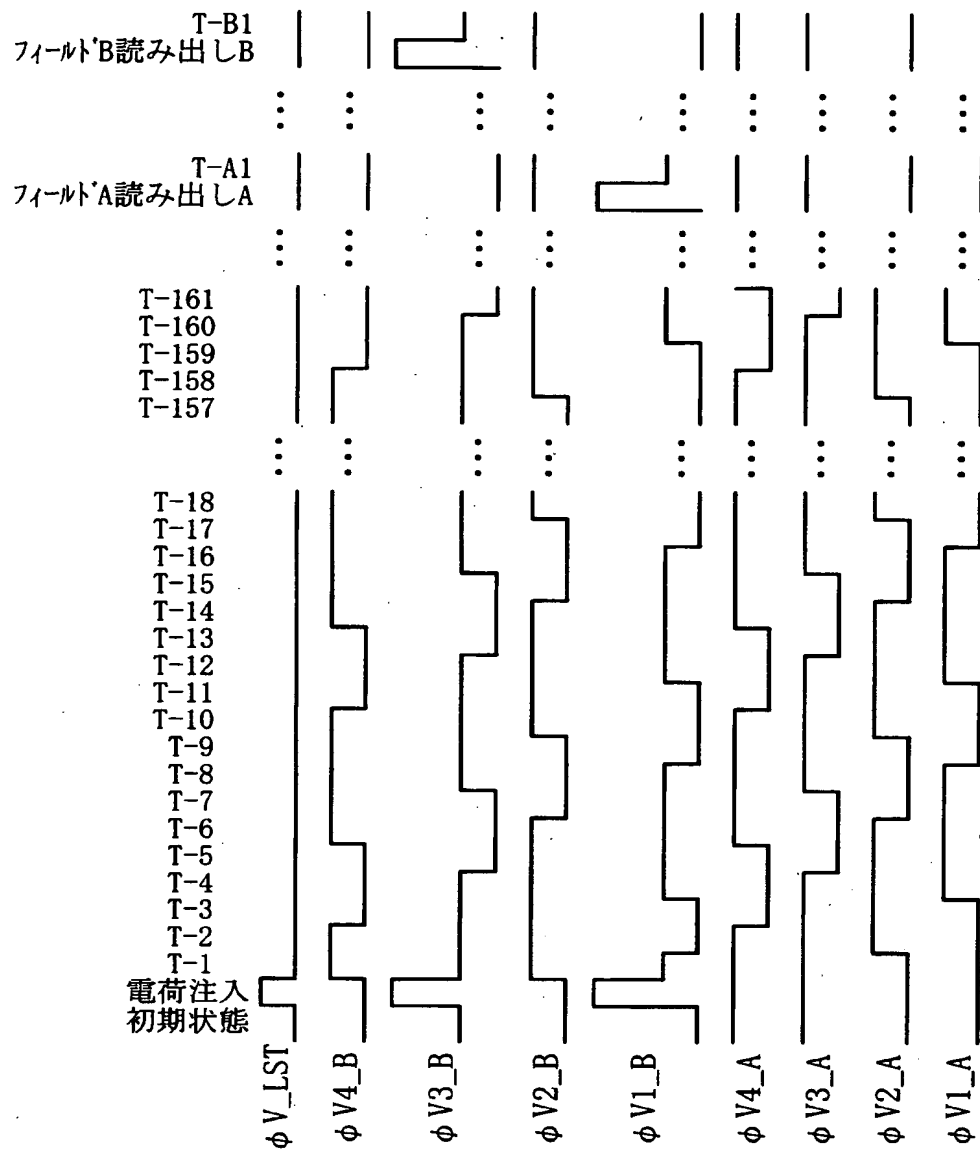 T-B1
フィールドB読み出しB
T-A1
フィールドA読み出しA
T-161
T-160
T-159
T-158
T-157
T-18
T-17
T-16
T-15
T-14
T-13
T-12
T-11
T-10
T-9
T-8
T-7
T-6
T-5
T-4
T-3
T-2
T-1
電荷注入
初期状態
φV_LST
φV4_B
φV3_B
φV2_B
φV1_B
φV4_A
φV3_A
φV2_A
φV1_A